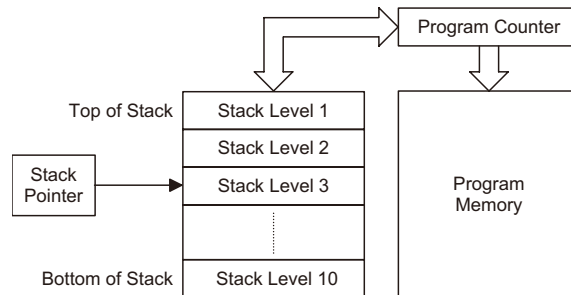 Program Counter
Top of Stack
Stack Level 1
Stack Level 2
Stack
Pointer
Stack Level 3
Program
Memory
Bottom of Stack
Stack Level 10